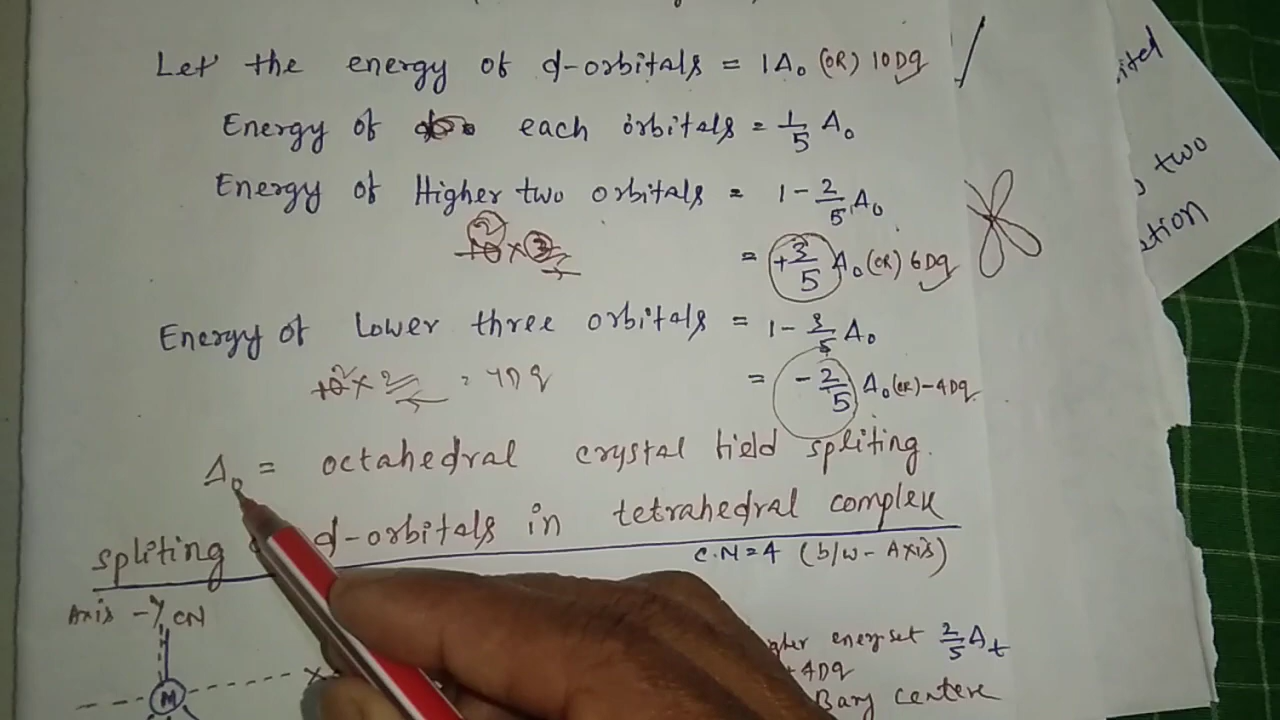 Let the energy of d-orbitals = 1Δ₀ (OR) 10Dq
Energy of each orbitals = 1/5 Δ₀
Energy of Higher two orbitals = 1 - 2/5 Δ₀
= +3/5 Δ₀ (OR) 6Dq
Energy of Lower three orbitals = 1 - 3/5 Δ₀
= -2/5 Δ₀ (OR) -4Dq
Δ₀ = octahedral crystal field spliting.
spliting d-orbitals in tetrahedral complex
C.N = 4 (b/w - Axis)
Axis - Y CN
X
M
energy set 2/5 Δt
4Dq
Bary centere
two